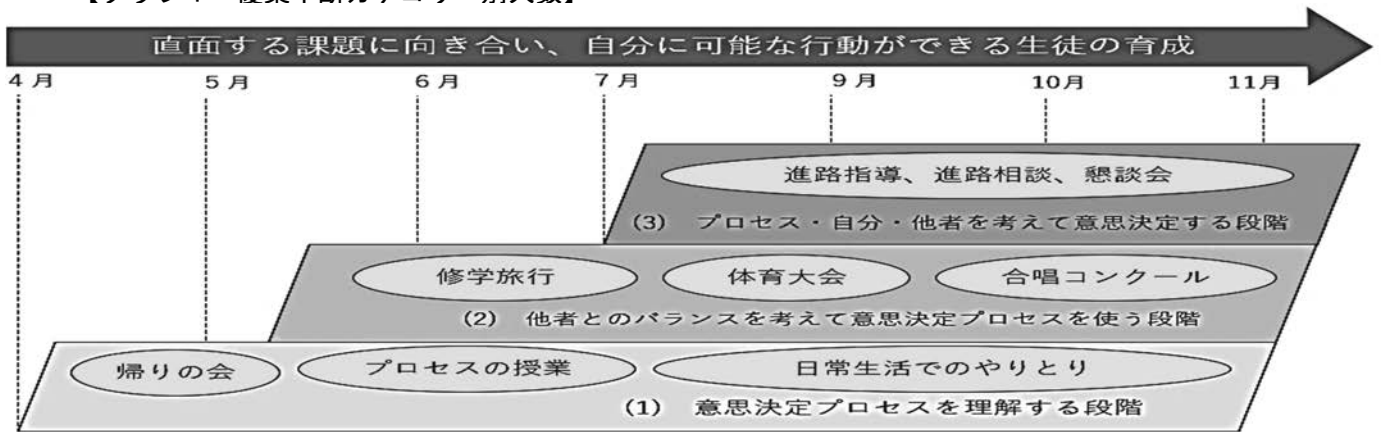 直面する課題に向き合い、自分に可能な行動ができる生徒の育成
4月 5月 6月 7月 9月 10月 11月
進路指導、進路相談、懇談会
(3) プロセス・自分・他者を考えて意思決定する段階
修学旅行 体育大会 合唱コンクール
(2) 他者とのバランスを考えて意思決定プロセスを使う段階
帰りの会 プロセスの授業 日常生活でのやりとり
(1) 意思決定プロセスを理解する段階